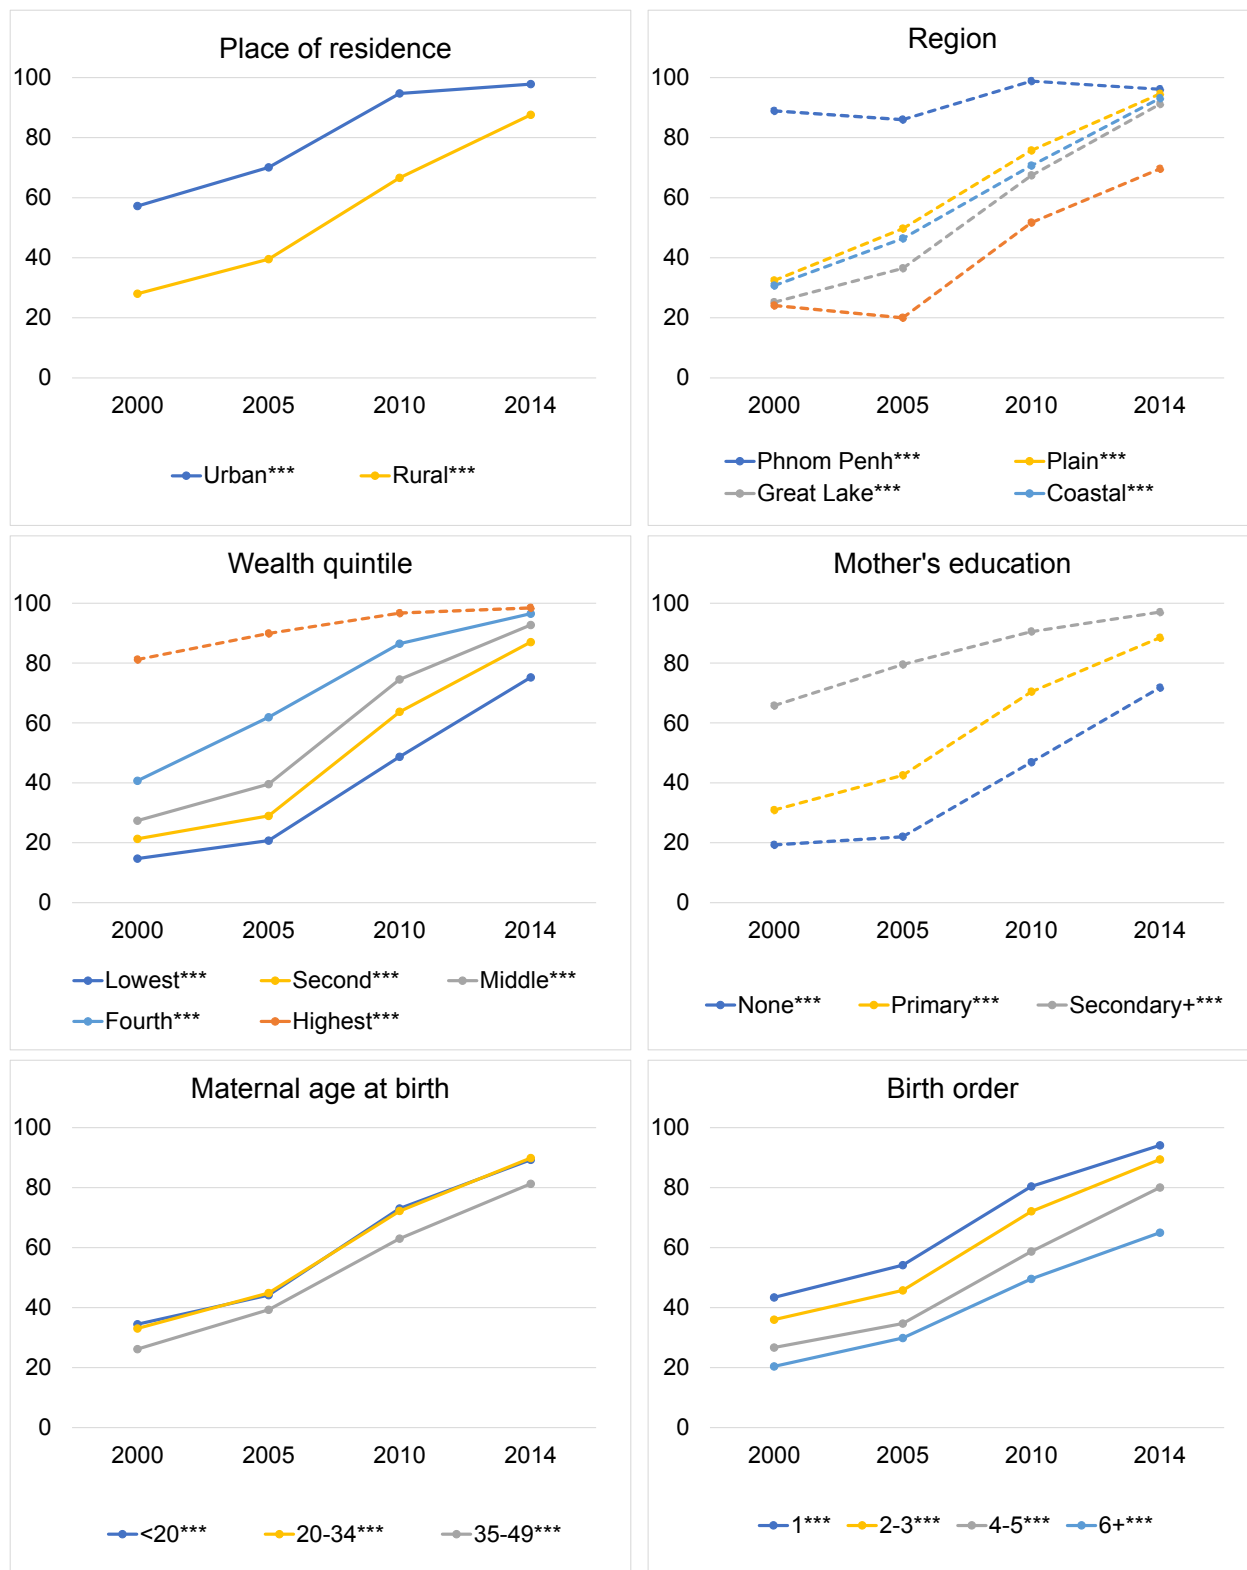 Place of residence
100
80
60
40
20
0
2000 2005 2010 2014
Urban*** Rural***
Region
100
80
60
40
20
0
2000 2005 2010 2014
Phnom Penh*** Plain***
Great Lake*** Coastal***
Wealth quintile
100
80
60
40
20
0
2000 2005 2010 2014
Lowest*** Second*** Middle***
Fourth*** Highest***
Mother's education
100
80
60
40
20
0
2000 2005 2010 2014
None*** Primary*** Secondary+***
Maternal age at birth
100
80
60
40
20
0
2000 2005 2010 2014
<20*** 20-34*** 35-49***
Birth order
100
80
60
40
20
0
2000 2005 2010 2014
1*** 2-3*** 4-5*** 6+***